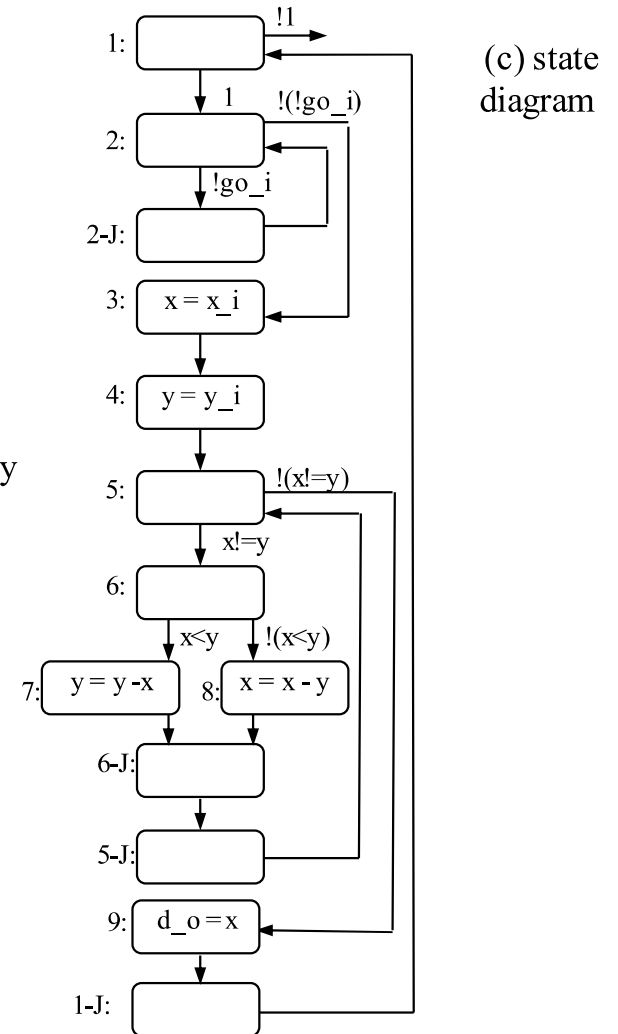 !1
1:
(c) state
diagram
1
!(!go_i)
2:
!go_i
2-J:
3:
x = x_i
4:
y = y_i
y
5:
!(x!=y)
x!=y
6:
x<y
!(x<y)
7:
y = y -x
8:
x = x - y
6-J:
5-J:
9:
d_o = x
1-J: